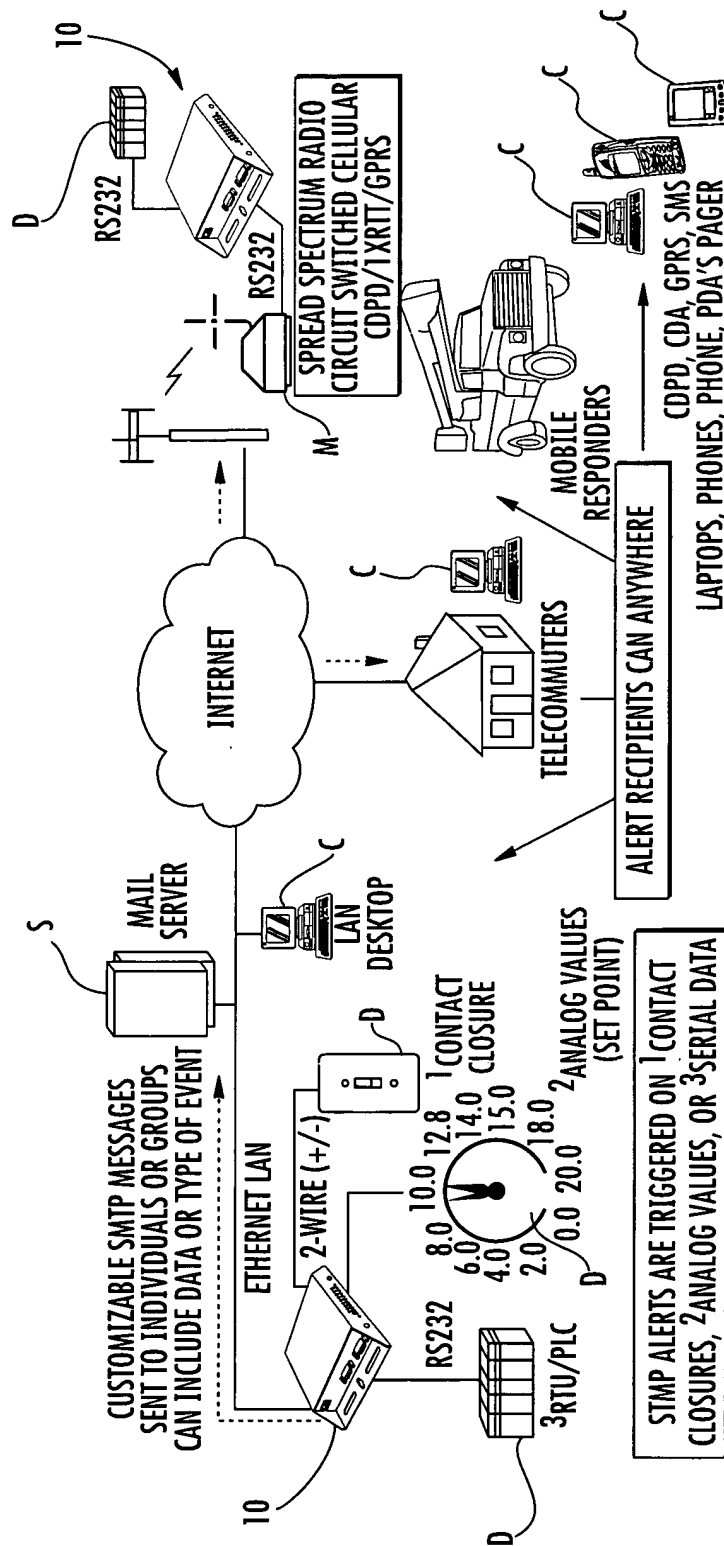 CUSTOMIZABLE SMTP MESSAGES
SENT TO INDIVIDUALS OR GROUPS
CAN INCLUDE DATA OR TYPE OF EVENT
S
MAIL
SERVER
ETHERNET LAN
10
2-WIRE (+/-)
D
1CONTACT
CLOSURE
C
LAN
DESKTOP
RS232
3RTU/PLC
D
0.0
2.0
4.0
6.0
8.0
10.0
12.8
14.0
15.0
18.0
20.0
D
2ANALOG VALUES
(SET POINT)
STMP ALERTS ARE TRIGGERED ON 1CONTACT
CLOSURES, 2ANALOG VALUES, OR 3SERIAL DATA
INTERNET
TELECOMMUTERS
C
D
RS232
10
RS232
M
SPREAD SPECTRUM RADIO
CIRCUIT SWITCHED CELLULAR
CDPD/1XRTT/GPRS
MOBILE
RESPONDERS
C
C
C
ALERT RECIPIENTS CAN ANYWHERE
CDPD, CDA, GPRS, SMS
LAPTOPS, PHONES, PHONE, PDA'S PAGER